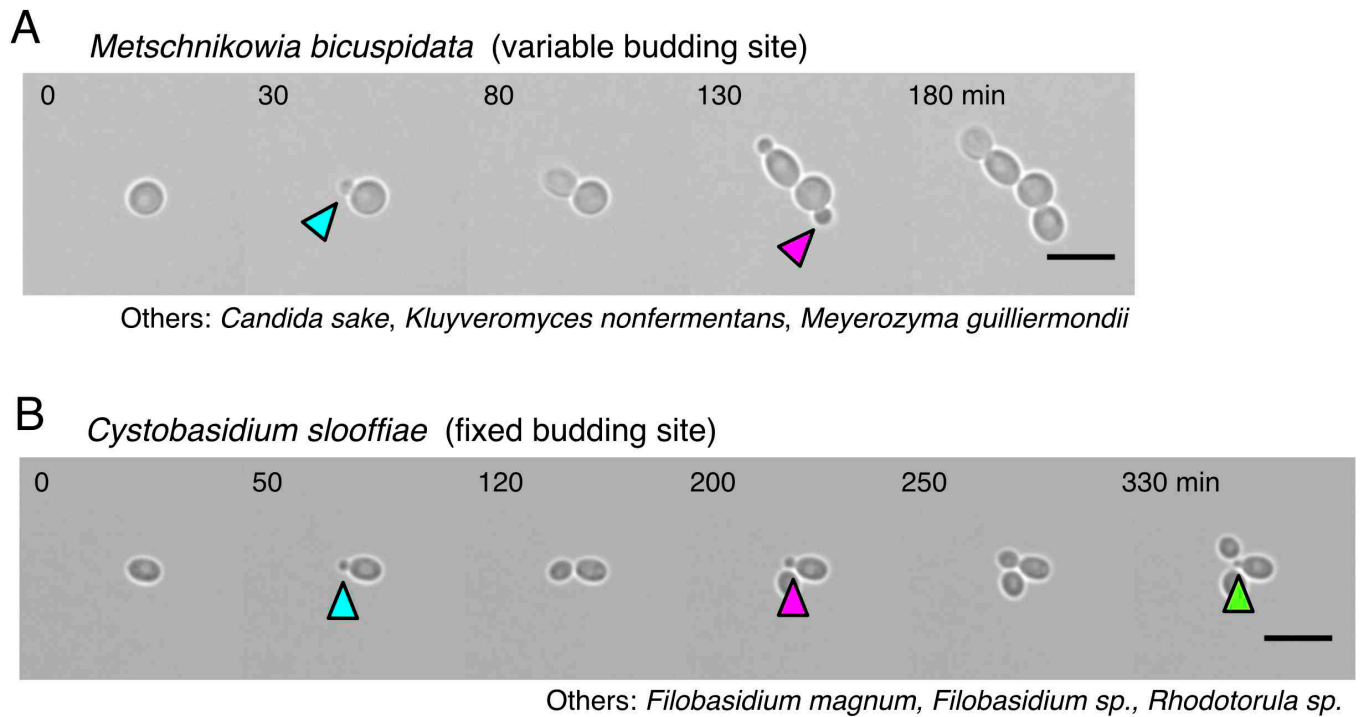 A
Metschnikowia bicuspidata (variable budding site)
0 30 80 130 180 min
Others: Candida sake, Kluyveromyces nonfermentans, Meyerozyma guilliermondii
B
Cystobasidium slooffiae (fixed budding site)
0 50 120 200 250 330 min
Others: Filobasidium magnum, Filobasidium sp., Rhodotorula sp.